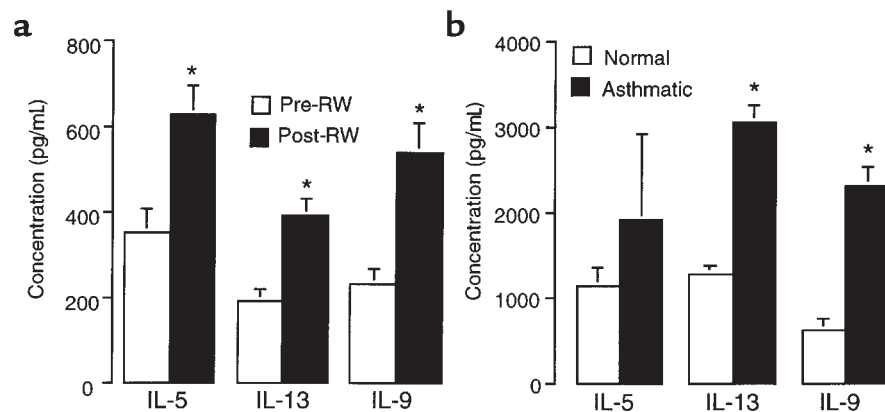 a
Concentration (pg/mL)
800
600
400
200
0
*
*
*
Pre-RW
Post-RW
IL-5
IL-13
IL-9
b
Concentration (pg/mL)
4000
3000
2000
1000
0
Normal
Asthmatic
*
*
IL-5
IL-13
IL-9